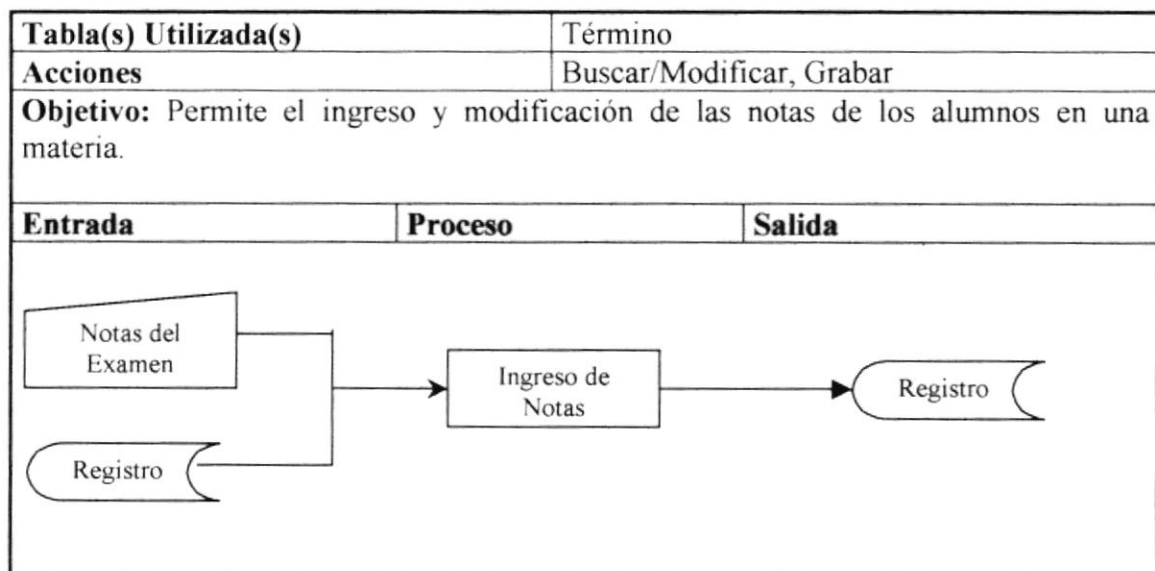 Tabla(s) Utilizada(s) Término
Acciones Buscar/Modificar, Grabar
Objetivo: Permite el ingreso y modificación de las notas de los alumnos en una
materia.
Entrada Proceso Salida
Notas del
Examen
Ingreso de
Notas
Registro
Registro